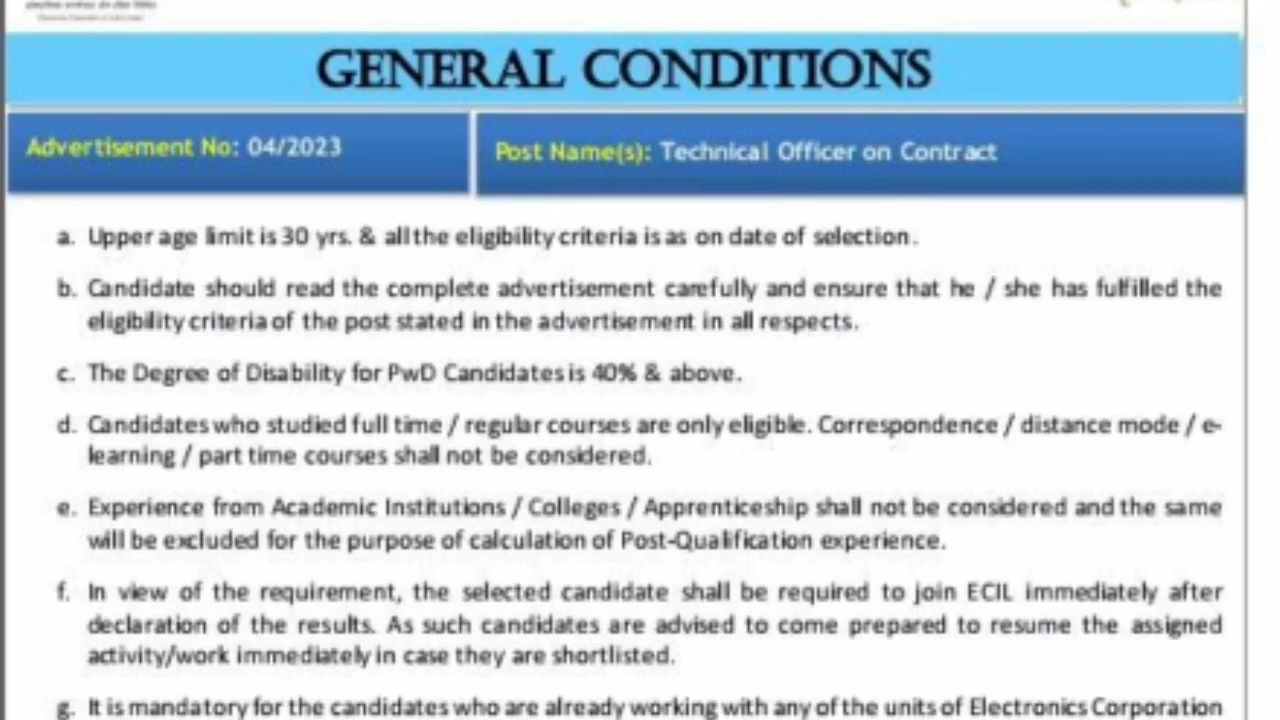 GENERAL CONDITIONS
Advertisement No: 04/2023
Post Name(s): Technical Officer on Contract
a. Upper age limit is 30 yrs. & all the eligibility criteria is as on date of selection.
b. Candidate should read the complete advertisement carefully and ensure that he / she has fulfilled the
eligibility criteria of the post stated in the advertisement in all respects.
c. The Degree of Disability for PwD Candidates is 40% & above.
d. Candidates who studied full time / regular courses are only eligible. Correspondence / distance mode / e-
learning / part time courses shall not be considered.
e. Experience from Academic Institutions / Colleges / Apprenticeship shall not be considered and the same
will be excluded for the purpose of calculation of Post-Qualification experience.
f. In view of the requirement, the selected candidate shall be required to join ECIL immediately after
declaration of the results. As such candidates are advised to come prepared to resume the assigned
activity/work immediately in case they are shortlisted.
g. It is mandatory for the candidates who are already working with any of the units of Electronics Corporation